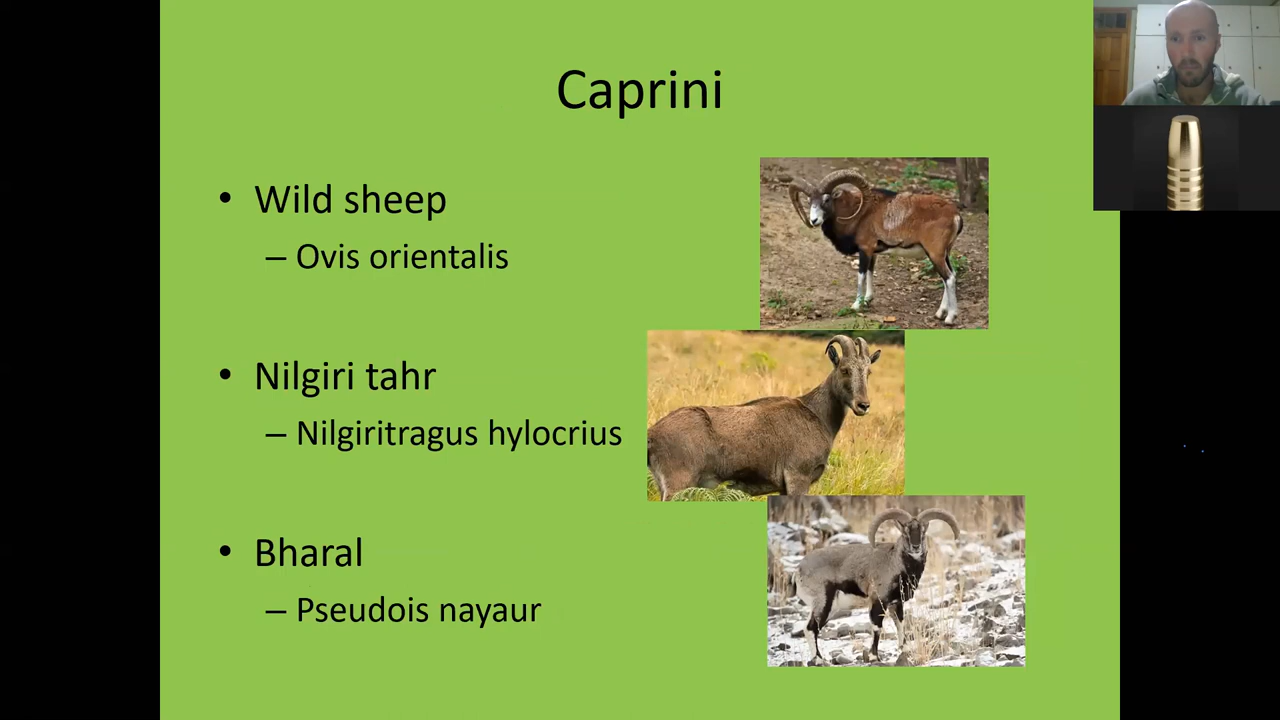 Caprini
• Wild sheep
– Ovis orientalis
• Nilgiri tahr
– Nilgiritragus hylocrius
• Bharal
– Pseudois nayaur